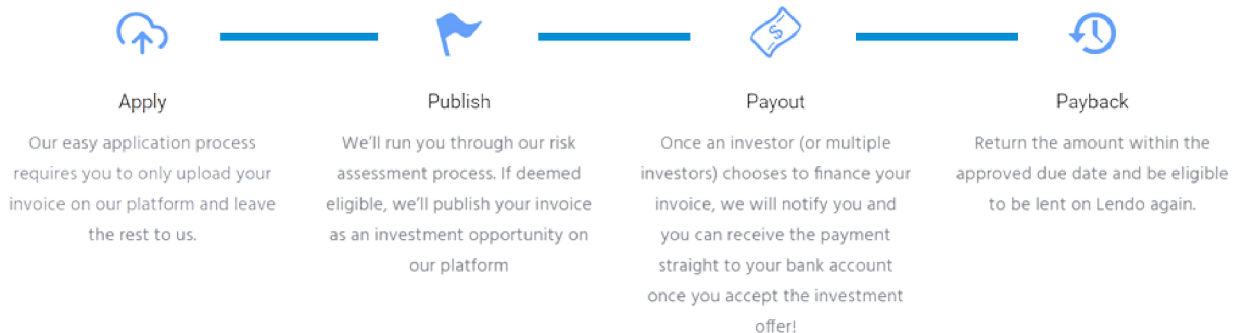 Apply
Our easy application process
requires you to only upload your
invoice on our platform and leave
the rest to us.
Publish
We'll run you through our risk
assessment process. If deemed
eligible, we'll publish your invoice
as an investment opportunity on
our platform
Payout
Once an investor (or multiple
investors) chooses to finance your
invoice, we will notify you and
you can receive the payment
straight to your bank account
once you accept the investment
offer!
Payback
Return the amount within the
approved due date and be eligible
to be lent on Lendo again.